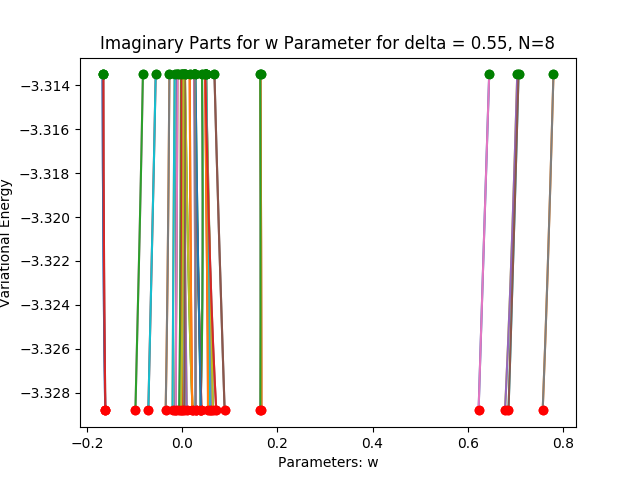 Imaginary Parts for w Parameter for delta = 0.55, N=8
Variational Energy
−3.314
−3.316
−3.318
−3.320
−3.322
−3.324
−3.326
−3.328
−0.2 0.0 0.2 0.4 0.6 0.8
Parameters: w